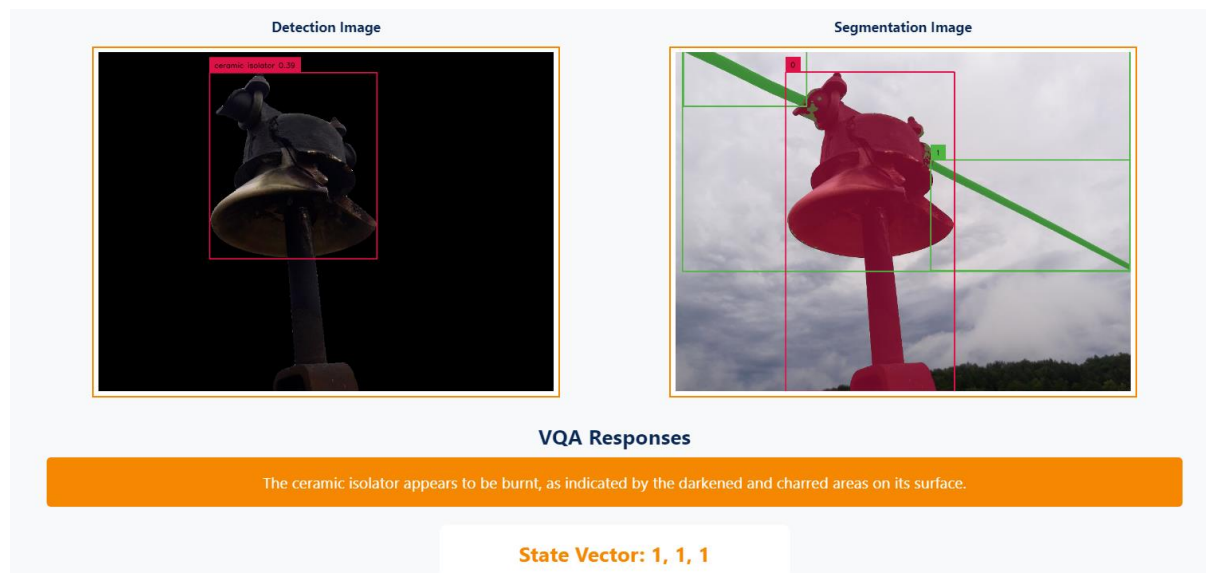 Detection Image
Segmentation Image
ceramic isolator 0.39
0
1
VQA Responses
The ceramic isolator appears to be burnt, as indicated by the darkened and charred areas on its surface.
State Vector: 1, 1, 1